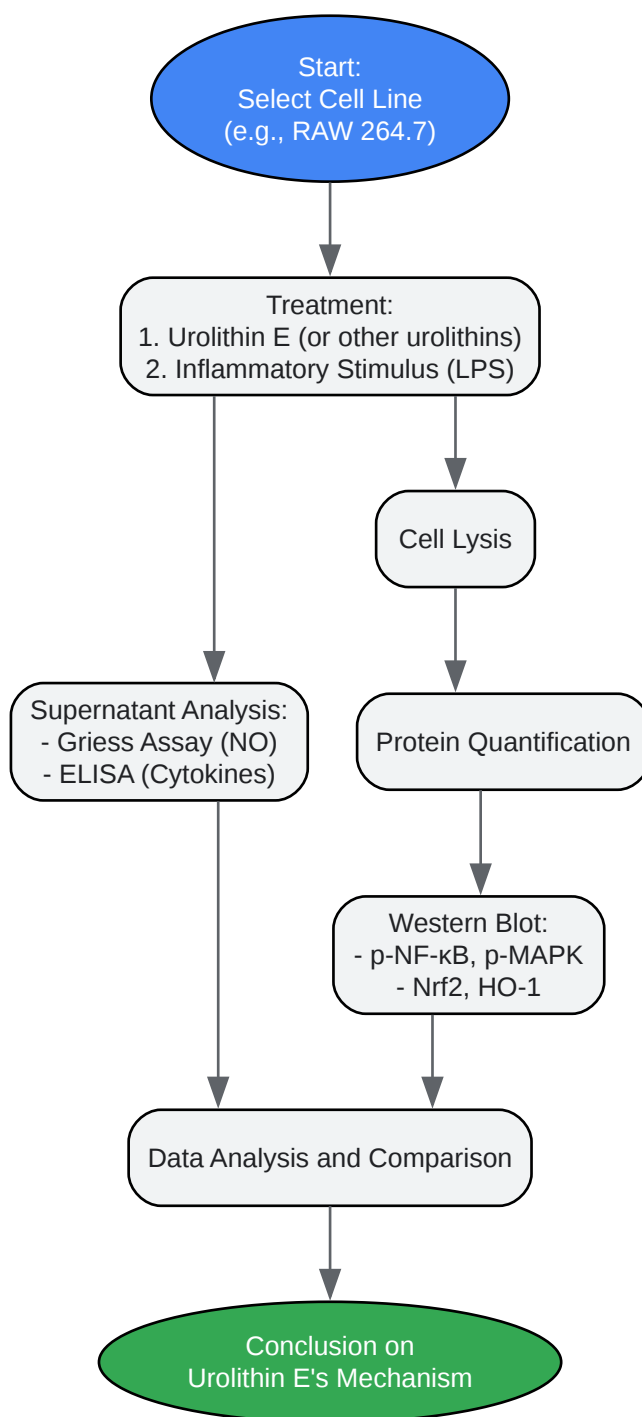 Start:
Select Cell Line
(e.g., RAW 264.7)
Treatment:
1. Urolithin E (or other urolithins)
2. Inflammatory Stimulus (LPS)
Cell Lysis
Supernatant Analysis:
- Griess Assay (NO)
- ELISA (Cytokines)
Protein Quantification
Western Blot:
- p-NF-κB, p-MAPK
- Nrf2, HO-1
Data Analysis and Comparison
Conclusion on
Urolithin E's Mechanism